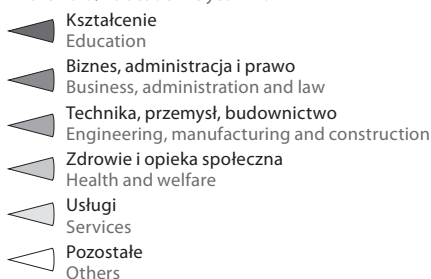 Kształcenie
Education
Biznes, administracja i prawo
Business, administration and law
Technika, przemysł, budownictwo
Engineering, manufacturing and construction
Zdrowie i opieka społeczna
Health and welfare
Usługi
Services
Pozostałe
Others